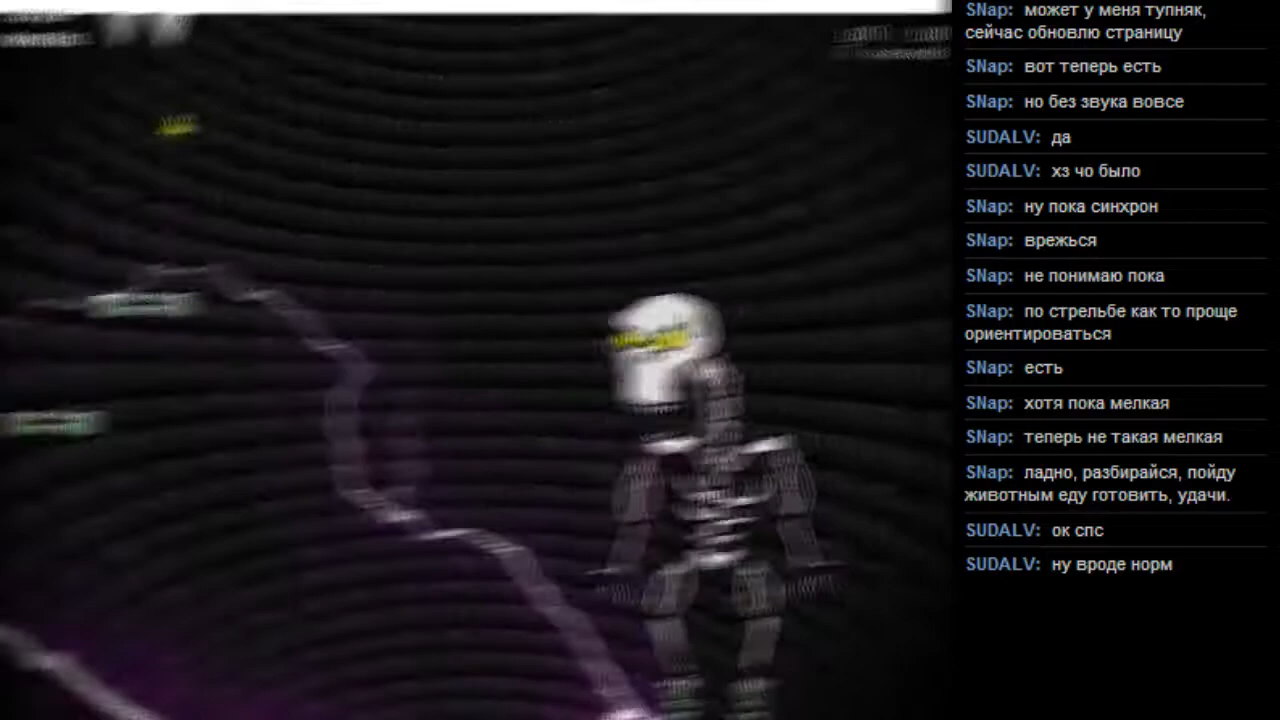 SNap: может у меня тупняк,
сейчас обновлю страницу
SNap: вот теперь есть
SNap: но без звука вовсе
SUDALV: да
SUDALV: хз чо было
SNap: ну пока синхрон
SNap: врежься
SNap: не понимаю пока
SNap: по стрельбе как то проще
ориентироваться
SNap: есть
SNap: хотя пока мелкая
SNap: теперь не такая мелкая
SNap: ладно, разбирайся, пойду
животным еду готовить, удачи.
SUDALV: ок спс
SUDALV: ну вроде норм